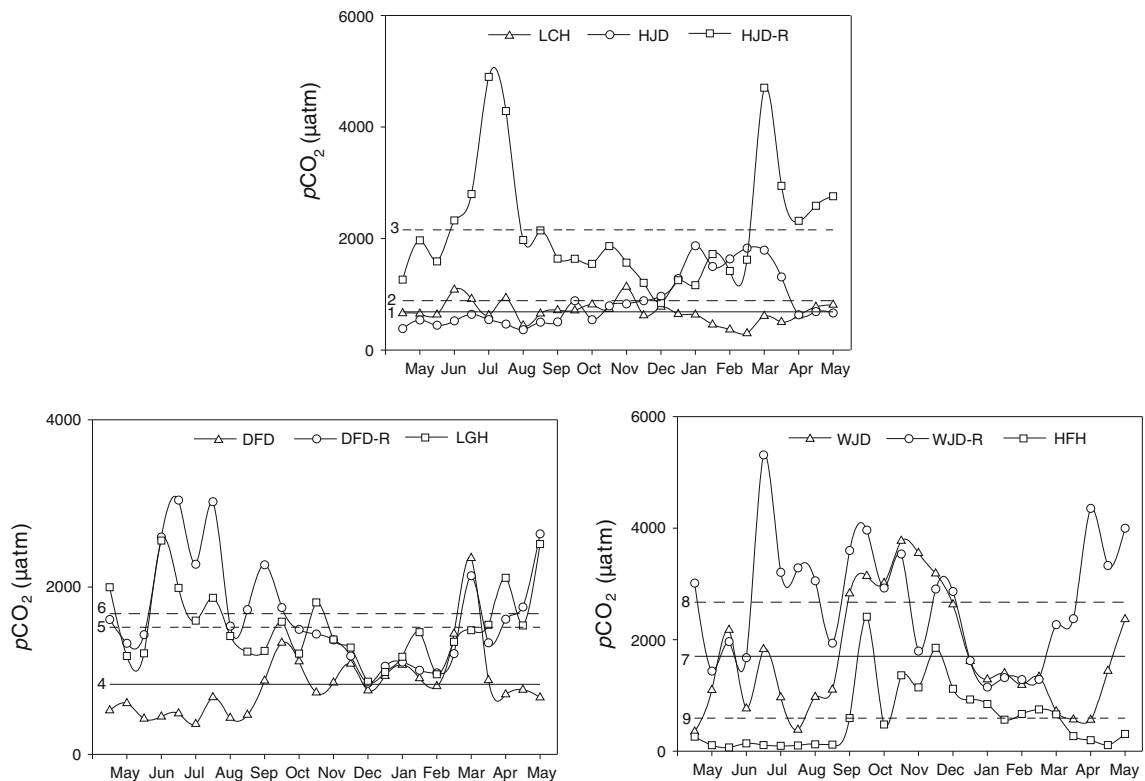 6000
LCH HJD HJD-R
4000
pCO₂ (µatm)
3
2000
2
1
0
May Jun Jul Aug Sep Oct Nov Dec Jan Feb Mar Apr May
4000
DFD DFD-R LGH
pCO₂ (µatm)
2000
6
5
4
0
May Jun Jul Aug Sep Oct Nov Dec Jan Feb Mar Apr May
6000
WJD WJD-R HFH
4000
pCO₂ (µatm)
8
2000
7
9
0
May Jun Jul Aug Sep Oct Nov Dec Jan Feb Mar Apr May